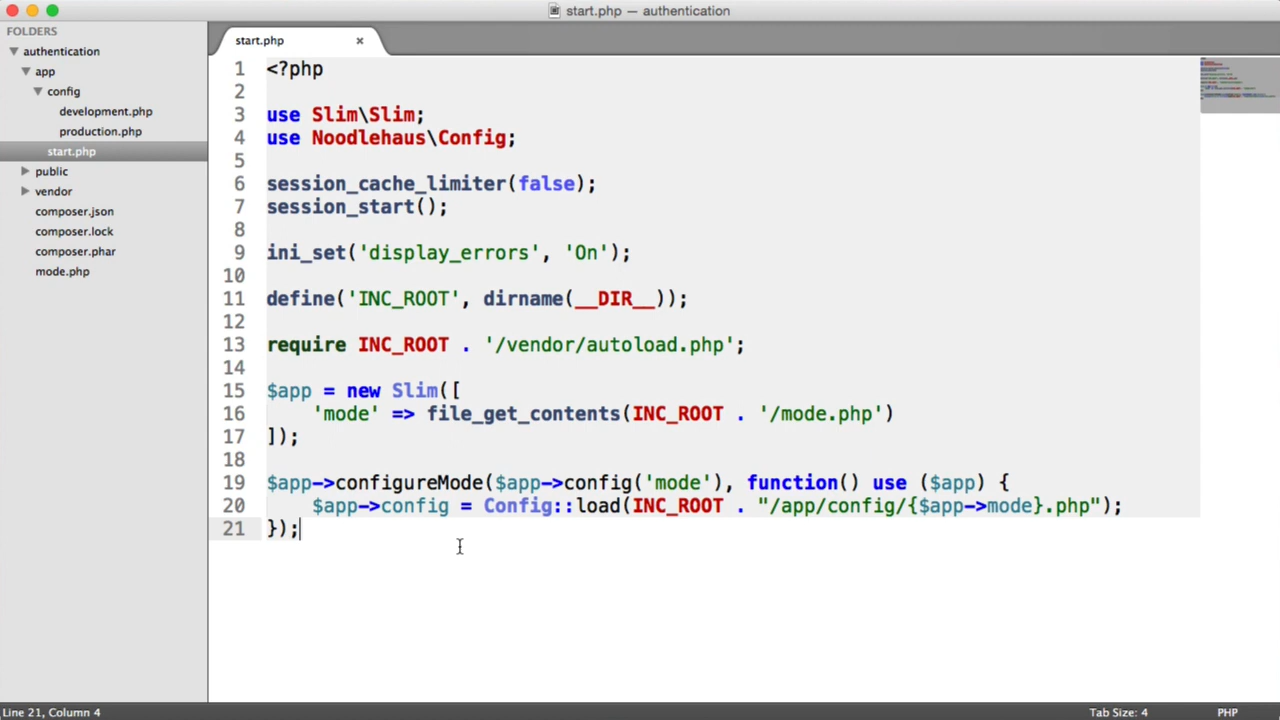 start.php — authentication
FOLDERS
authentication
app
config
development.php
production.php
start.php
public
vendor
composer.json
composer.lock
composer.phar
mode.php
start.php ×
1 <?php
2
3 use Slim\Slim;
4 use Noodlehaus\Config;
5
6 session_cache_limiter(false);
7 session_start();
8
9 ini_set('display_errors', 'On');
10
11 define('INC_ROOT', dirname(__DIR__));
12
13 require INC_ROOT . '/vendor/autoload.php';
14
15 $app = new Slim([
16     'mode' => file_get_contents(INC_ROOT . '/mode.php')
17 ]);
18
19 $app->configureMode($app->config('mode'), function() use ($app) {
20     $app->config = Config::load(INC_ROOT . "/app/config/{$app->mode}.php");
21 });
Line 21, Column 4
Tab Size: 4
PHP